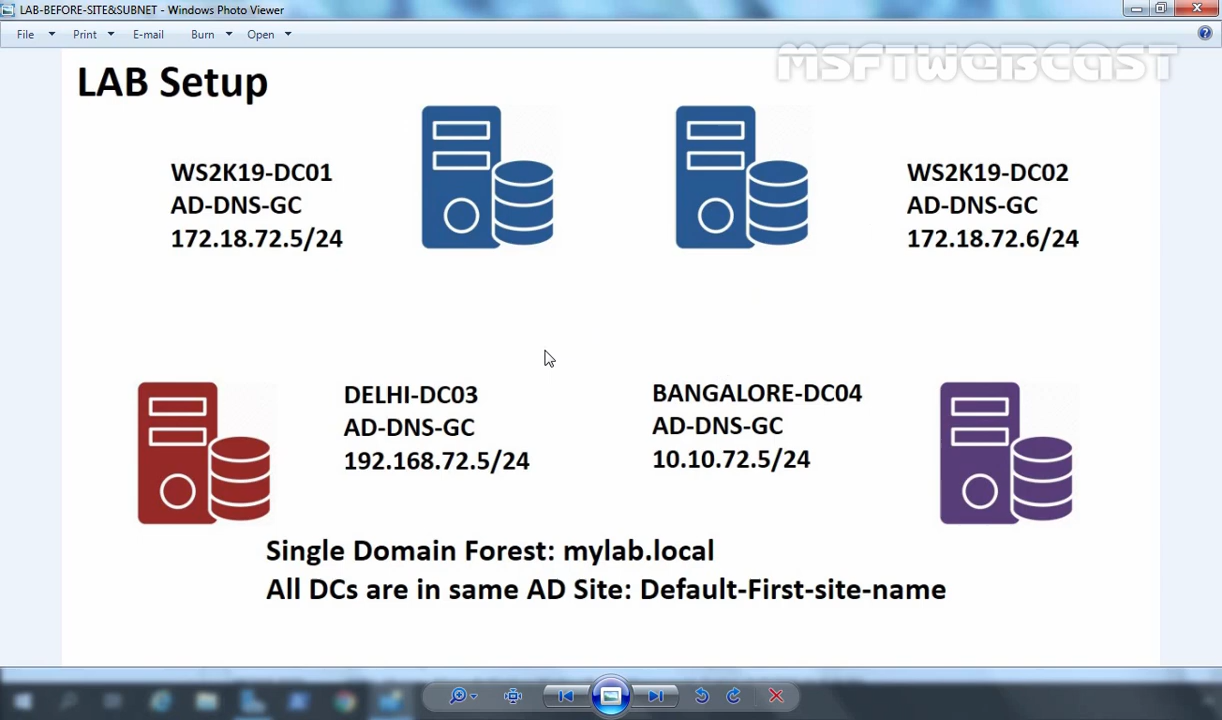 LAB-BEFORE-SITE&SUBNET - Windows Photo Viewer
File Print E-mail Burn Open
MSFTWEBCAST
LAB Setup
WS2K19-DC01
AD-DNS-GC
172.18.72.5/24
WS2K19-DC02
AD-DNS-GC
172.18.72.6/24
DELHI-DC03
AD-DNS-GC
192.168.72.5/24
BANGALORE-DC04
AD-DNS-GC
10.10.72.5/24
Single Domain Forest: mylab.local
All DCs are in same AD Site: Default-First-site-name